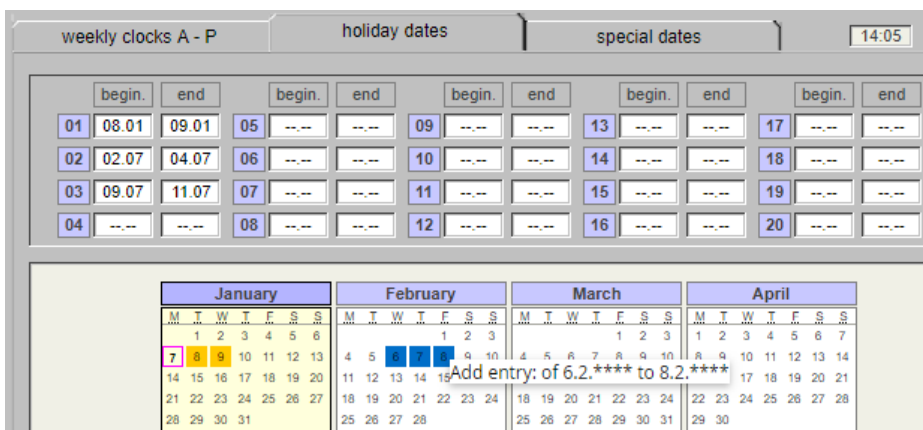 weekly clocks A - P holiday dates special dates 14:05
begin. end begin. end begin. end begin. end begin. end
01 08.01 09.01 05 --.-- --.-- 09 --.-- --.-- 13 --.-- --.-- 17 --.-- --.--
02 02.07 04.07 06 --.-- --.-- 10 --.-- --.-- 14 --.-- --.-- 18 --.-- --.--
03 09.07 11.07 07 --.-- --.-- 11 --.-- --.-- 15 --.-- --.-- 19 --.-- --.--
04 --.-- --.-- 08 --.-- --.-- 12 --.-- --.-- 16 --.-- --.-- 20 --.-- --.--
January February March April
M T W T F S S M T W T F S S M T W T F S S M T W T F S S
1 2 3 4 5 6 1 2 3 1 2 3 1 2 3 4 5 6 7
7 8 9 10 11 12 13 4 5 6 7 8 9 10 4 5 6 7 8 9 10 8 9 10 11 12 13 14
Add entry: of 6.2.**** to 8.2.****
14 15 16 17 18 19 20 11 12 13 14 15 17 18 19 20 21
21 22 23 24 25 26 27 18 19 20 21 22 23 24 18 19 20 21 22 23 24 22 23 24 25 26 27 28
28 29 30 31 25 26 27 28 25 26 27 28 29 30 31 29 30